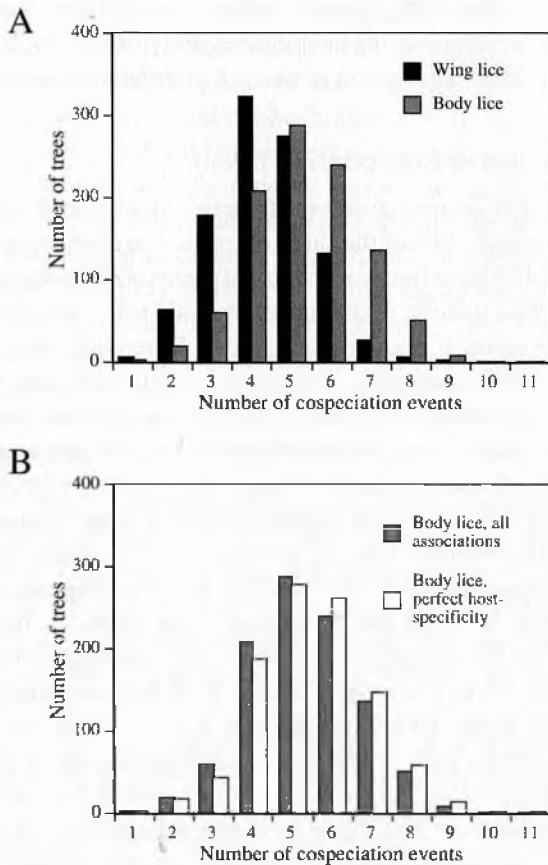 A
400
300
200
100
0
Number of trees
Wing lice
Body lice
1 2 3 4 5 6 7 8 9 10 11
Number of cospeciation events
B
400
300
200
100
0
Number of trees
Body lice, all
associations
Body lice,
perfect host-
specificity
1 2 3 4 5 6 7 8 9 10 11
Number of cospeciation events